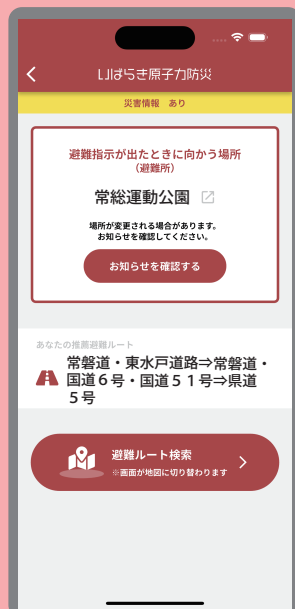 いばらき原子力防災
災害情報 あり
避難指示が出たときに向かう場所
（避難所）
常総運動公園
場所が変更される場合があります。
お知らせを確認してください。
お知らせを確認する
あなたの推薦避難ルート
常磐道・東水戸道路⇒常磐道・
国道６号・国道５１号⇒県道
５号
避難ルート検索
※画面が地図に切り替わります